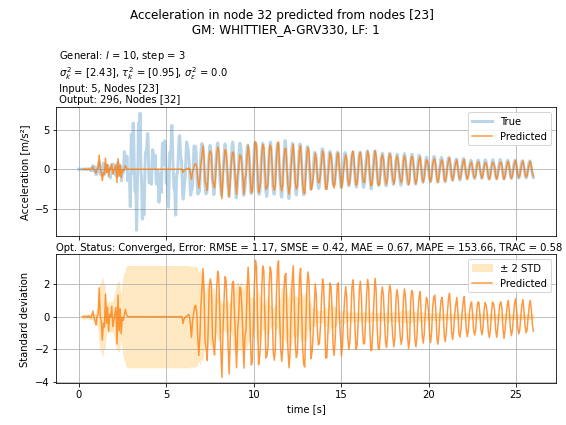 Acceleration in node 32 predicted from nodes [23]
GM: WHITTIER_A-GRV330, LF: 1
General: l = 10, step = 3
σ²ₖ = [2.43], τ²ₖ = [0.95], σ²ε = 0.0
Input: 5, Nodes [23]
Output: 296, Nodes [32]
Acceleration [m/s²]
5
0
−5
True
Predicted
Opt. Status: Converged, Error: RMSE = 1.17, SMSE = 0.42, MAE = 0.67, MAPE = 153.66, TRAC = 0.58
Standard deviation
2
0
−2
−4
± 2 STD
Predicted
0 5 10 15 20 25
time [s]